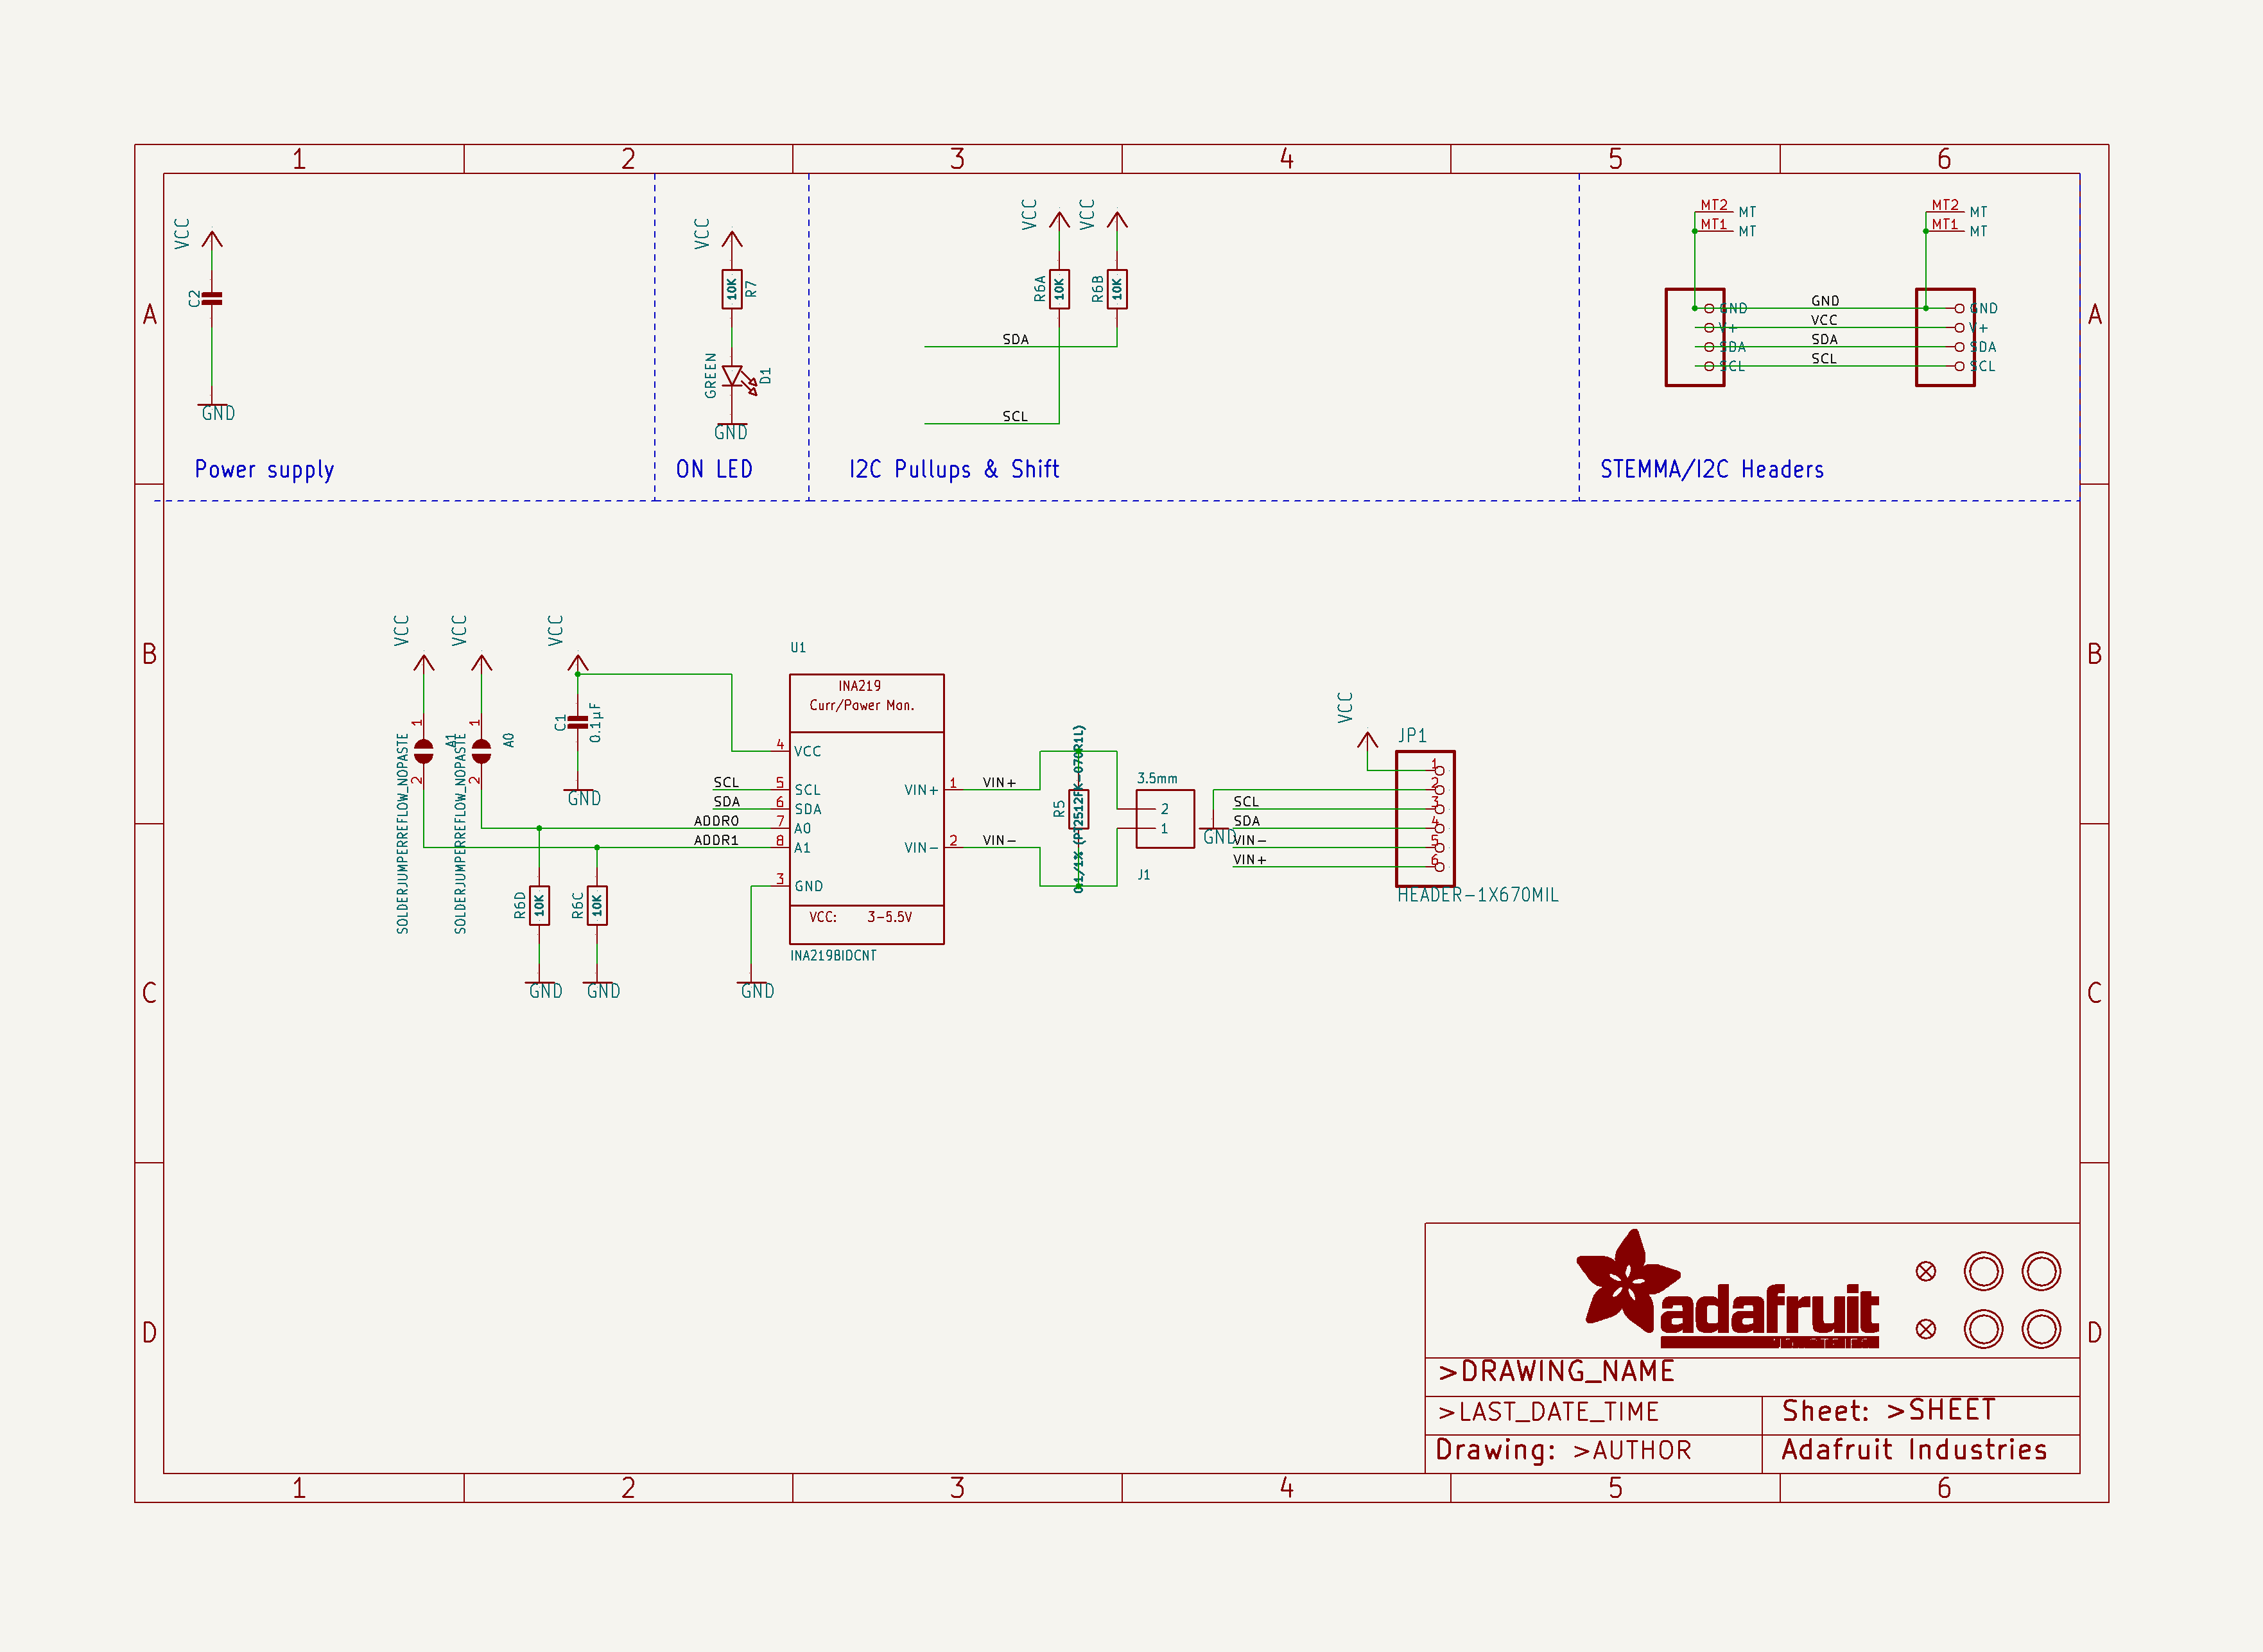 1 2 3 4 5 6
A A
B B
C C
D D
1 2 3 4 5 6
VCC
C2
GND
Power supply
VCC
10K
R7
GREEN
D1
GND
ON LED
VCC VCC
R6A 10K R6B 10K
SDA
SCL
I2C Pullups & Shift
MT2 MT
MT1 MT
MT2 MT
MT1 MT
GND GND GND
V+ VCC V+
SDA SDA SDA
SCL SCL SCL
STEMMA/I2C Headers
VCC VCC VCC
1 1
A1 A0
2 2
SOLDERJUMPERREFLOW_NOPASTE
SOLDERJUMPERREFLOW_NOPASTE
C1
0.1µF
GND
U1
INA219
Curr/Power Man.
4 VCC
SCL 5 SCL
SDA 6 SDA
ADDR0 7 A0
ADDR1 8 A1
3 GND
VIN+ 1 VIN+
VIN- 2 VIN-
VCC: 3-5.5V
INA219BIDCNT
R6D 10K R6C 10K
GND GND GND
R5
0.1/1% (PT2512FK-070R1L)
3.5mm
2
1
J1
VCC
JP1
1
2
SCL 3
SDA 4
GND
VIN- 5
VIN+ 6
HEADER-1X670MIL
adafruit
>DRAWING_NAME
>LAST_DATE_TIME
Sheet: >SHEET
Drawing: >AUTHOR
Adafruit Industries